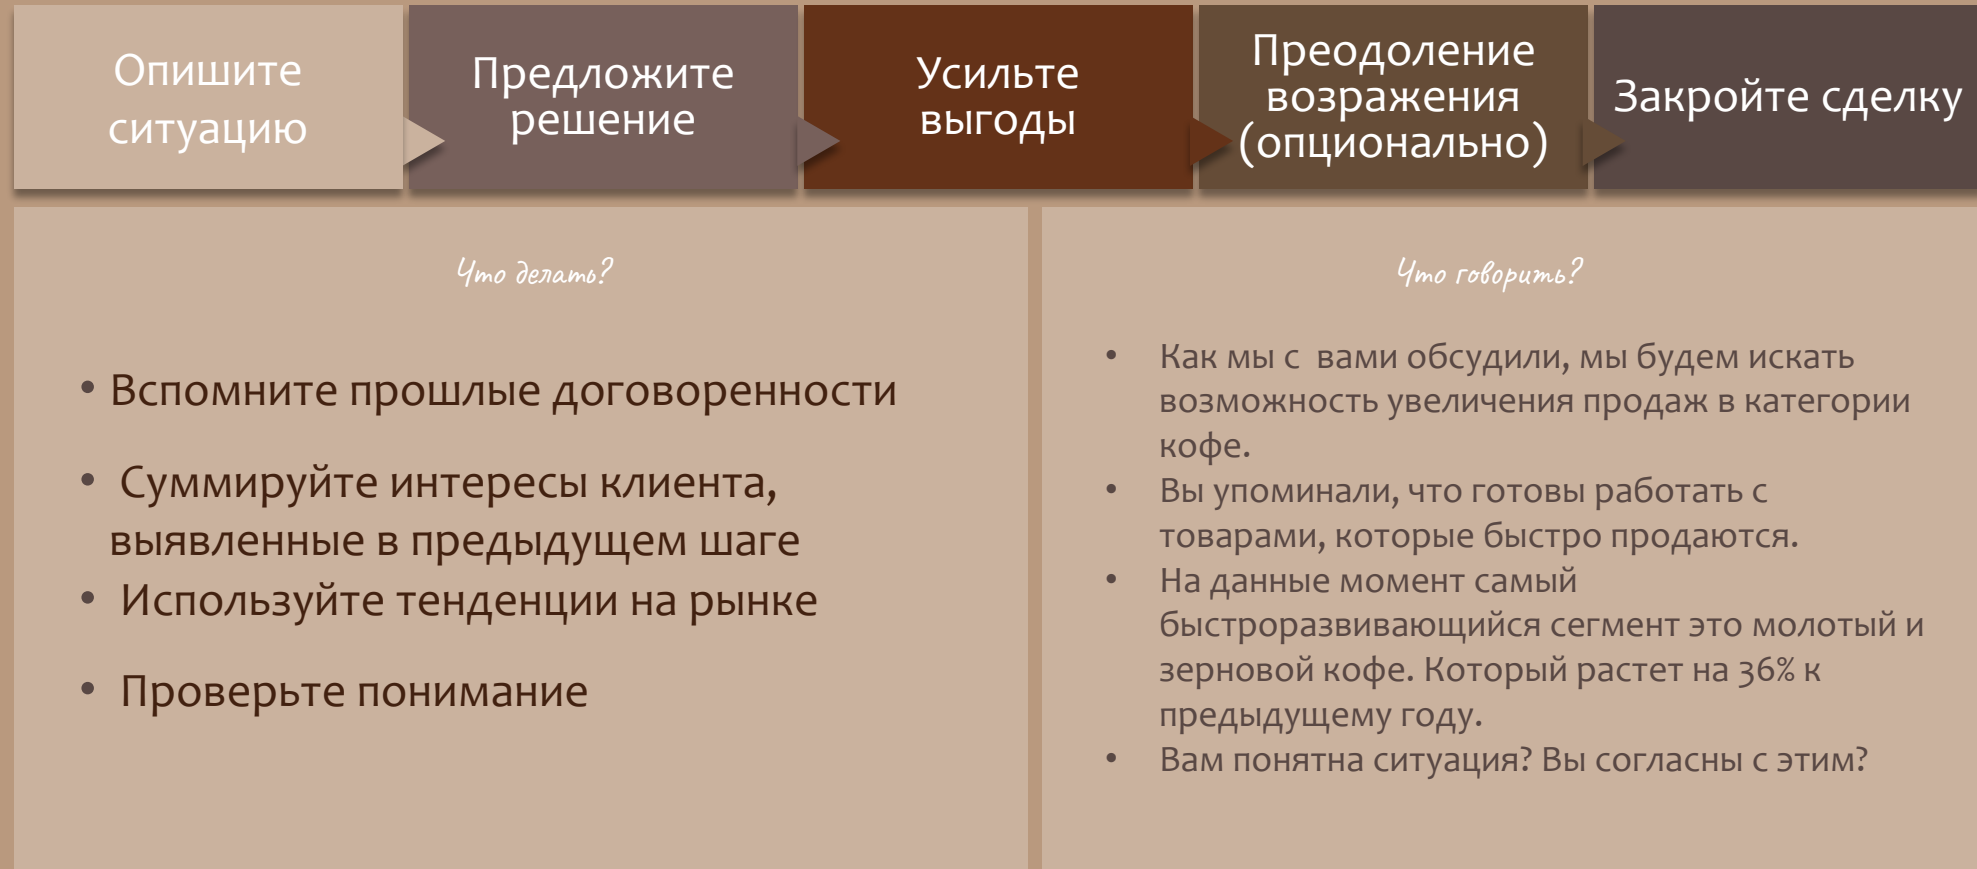 Опишите
ситуацию
Предложите
решение
Усильте
выгоды
Преодоление
возражения
(опционально)
Закройте сделку
Что делать?
• Вспомните прошлые договоренности
• Суммируйте интересы клиента,
выявленные в предыдущем шаге
• Используйте тенденции на рынке
• Проверьте понимание
Что говорить?
• Как мы с  вами обсудили, мы будем искать
возможность увеличения продаж в категории
кофе.
• Вы упоминали, что готовы работать с
товарами, которые быстро продаются.
• На данные момент самый
быстроразвивающийся сегмент это молотый и
зерновой кофе. Который растет на 36% к
предыдущему году.
• Вам понятна ситуация? Вы согласны с этим?